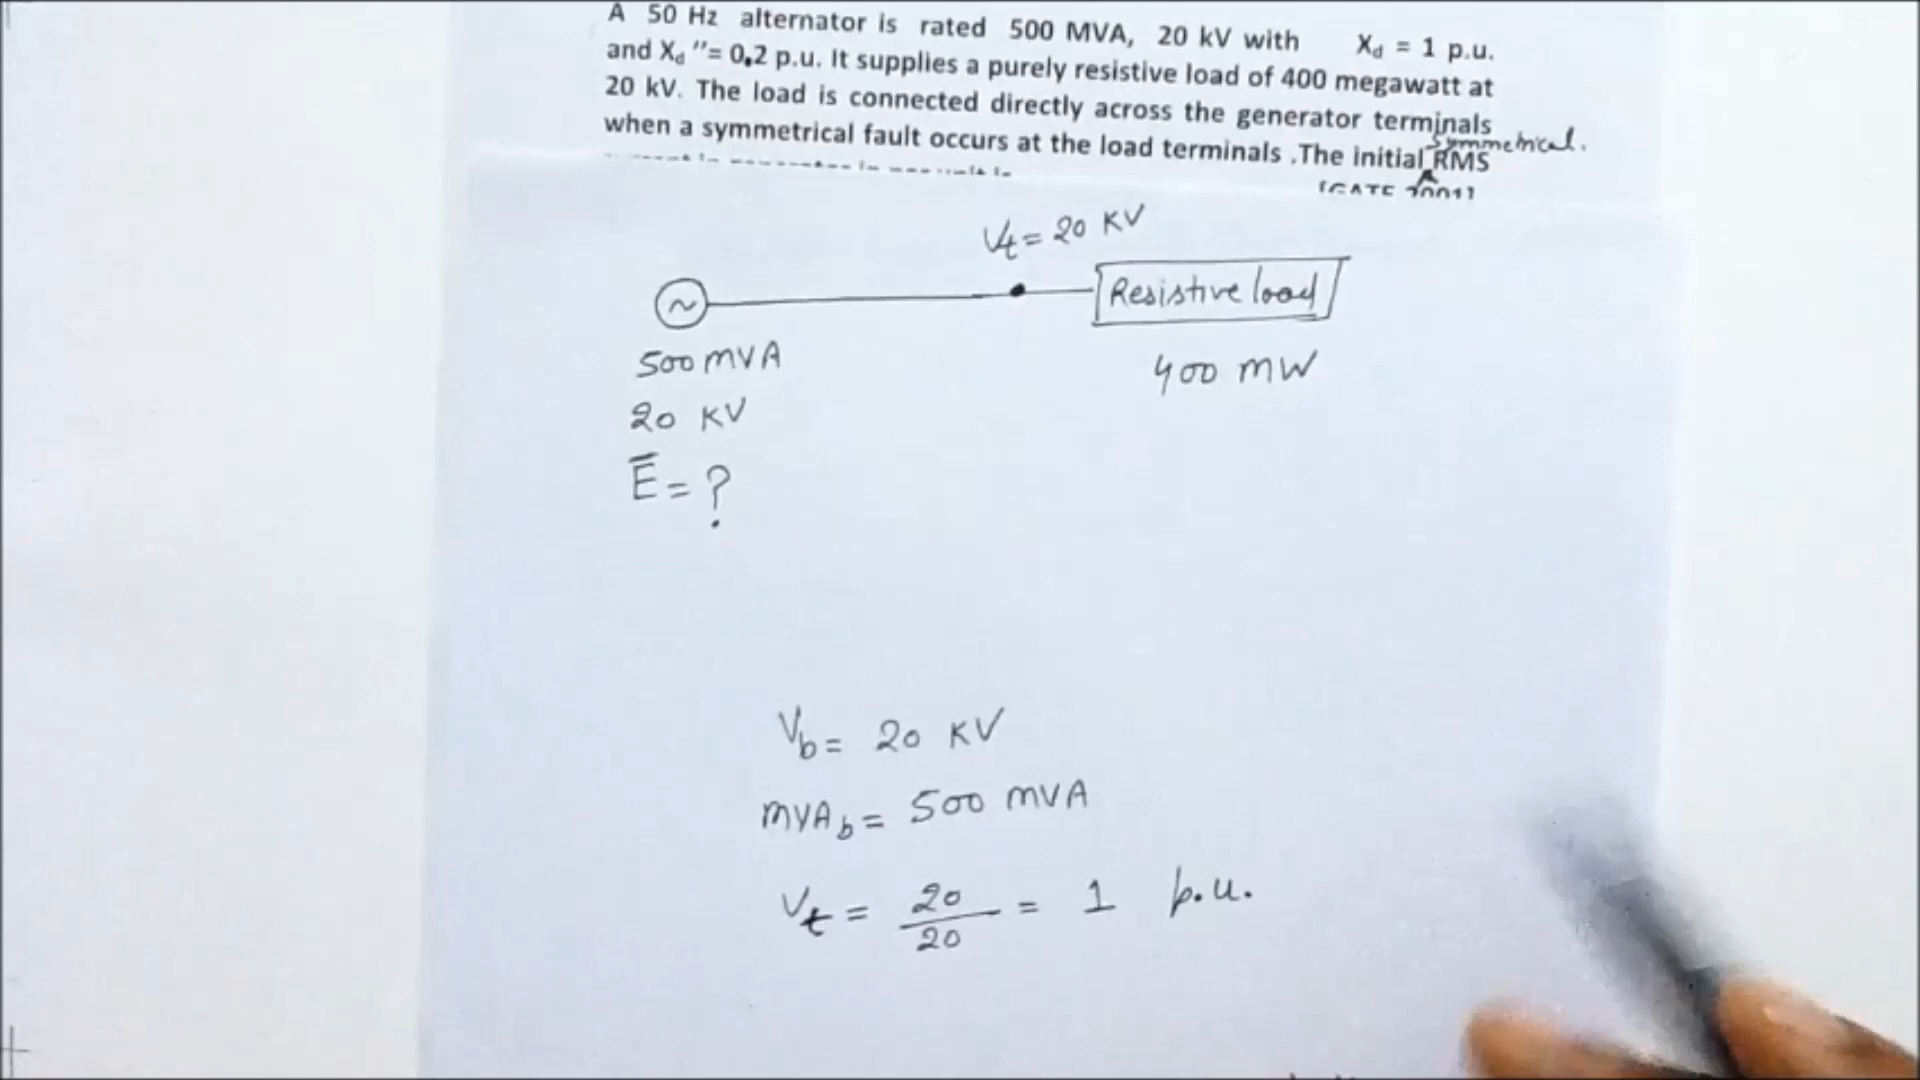 A 50 Hz alternator is rated 500 MVA, 20 kV with Xd = 1 p.u.
and Xd ″= 0.2 p.u. It supplies a purely resistive load of 400 megawatt at
20 kV. The load is connected directly across the generator terminals
when a symmetrical fault occurs at the load terminals .The initial RMS
symmetrical.
[GATE 2001]
Vt = 20 KV
~
Resistive load
500 MVA
400 MW
20 KV
E̅ = ?
Vb = 20 KV
MVAb = 500 MVA
Vt = 20/20 = 1 p.u.